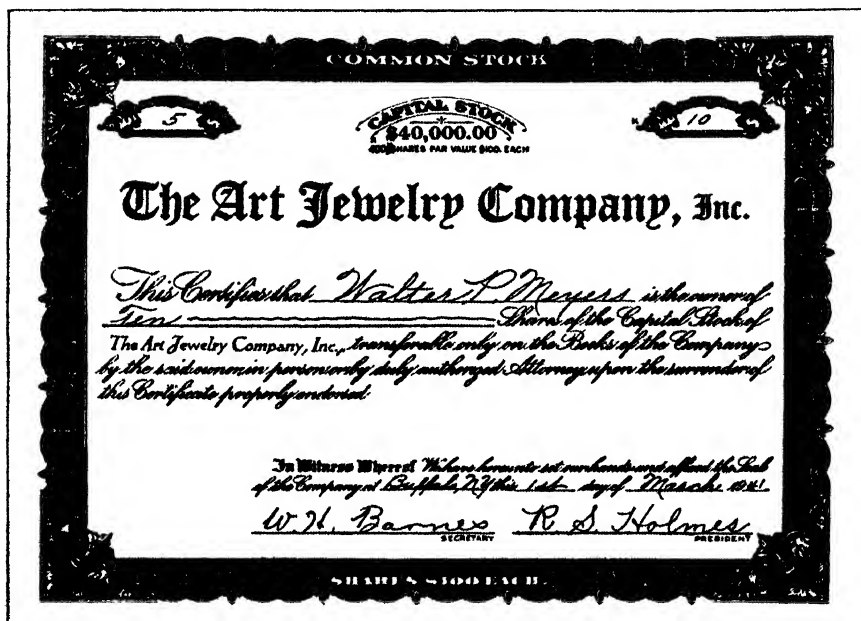 COMMON STOCK
5
CAPITAL STOCK
10
$40,000.00
400 SHARES PAR VALUE $100. EACH
The Art Jewelry Company, Inc.
This Certifies that Walter P. Meyers is the owner of
Ten Share of the Capital Stock of
The Art Jewelry Company, Inc., transferable only on the Books of the Company
by the said owner in person or by duly authorized Attorney upon the surrender of
this Certificate properly endorsed.
In Witness Whereof We have hereunto set our hands and affixed the Seal
of the Company at Buffalo, N.Y. this 1st day of March 1941
W. H. Barnes R. S. Holmes
SECRETARY PRESIDENT
SHARES $100 EACH